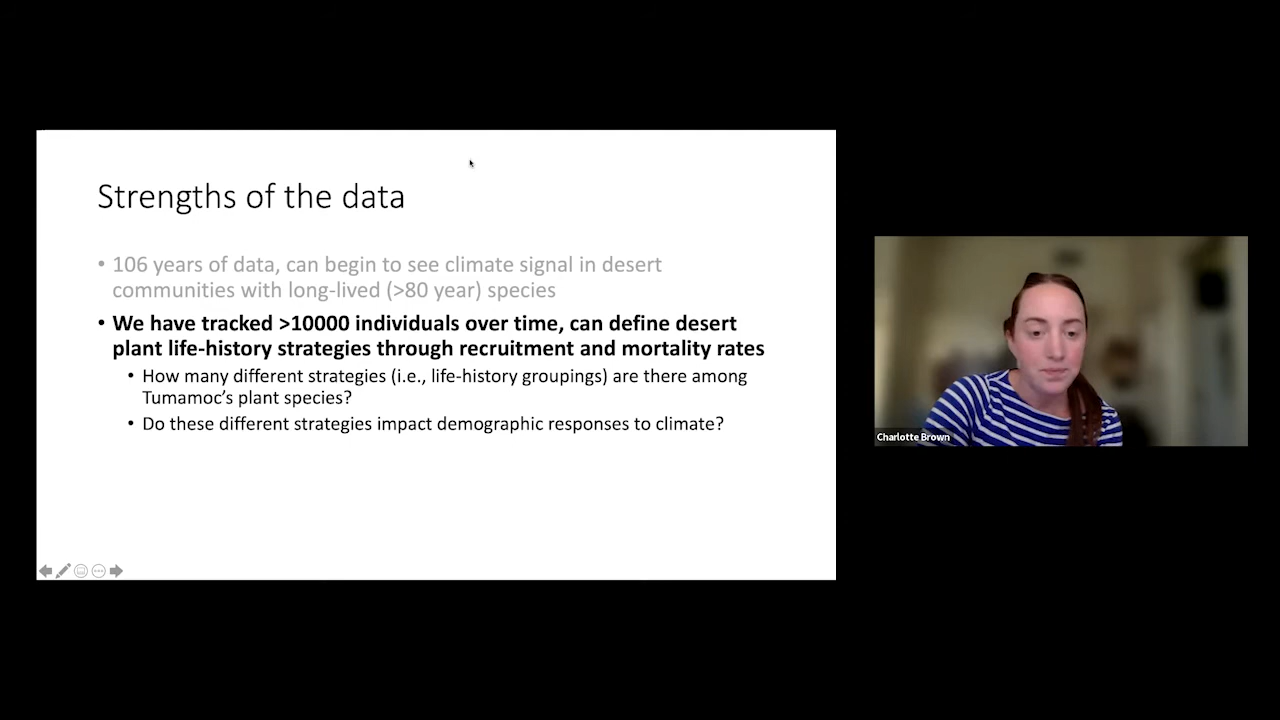 Strengths of the data
• 106 years of data, can begin to see climate signal in desert
communities with long-lived (>80 year) species
• We have tracked >10000 individuals over time, can define desert
plant life-history strategies through recruitment and mortality rates
• How many different strategies (i.e., life-history groupings) are there among
Tumamoc's plant species?
• Do these different strategies impact demographic responses to climate?
Charlotte Brown